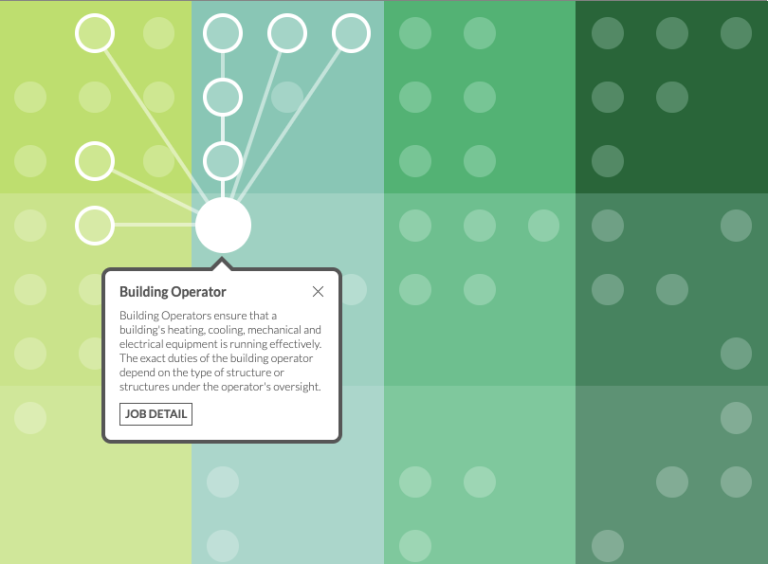 Building Operator
Building Operators ensure that a
building's heating, cooling, mechanical and
electrical equipment is running effectively.
The exact duties of the building operator
depend on the type of structure or
structures under the operator's oversight.
JOB DETAIL